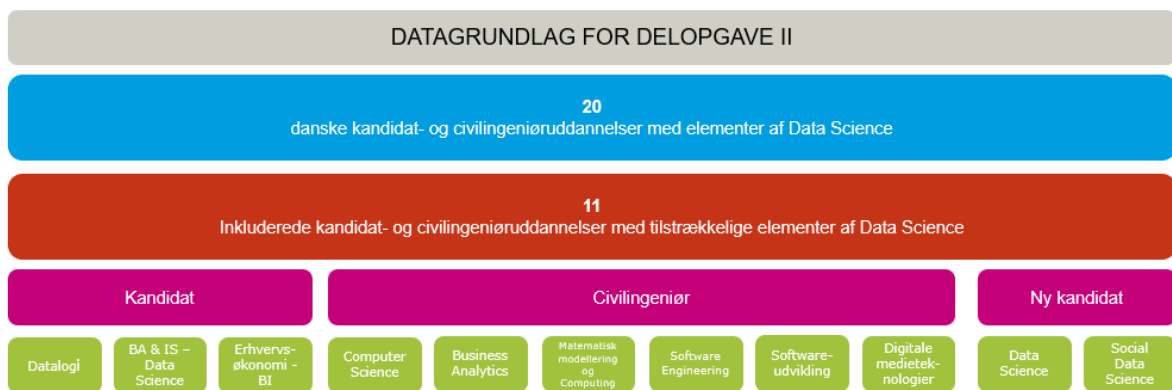 DATAGRUNDLAG FOR DELOPGAVE II
20
danske kandidat- og civilingeniøruddannelser med elementer af Data Science
11
Inkluderede kandidat- og civilingeniøruddannelser med tilstrækkelige elementer af Data Science
Kandidat
Civilingeniør
Ny kandidat
Datalogi
BA & IS –
Data
Science
Erhvervs-
økonomi -
BI
Computer
Science
Business
Analytics
Matematisk
modellering
og
Computing
Software
Engineering
Software-
udvikling
Digitale
medietek-
nologier
Data
Science
Social
Data
Science